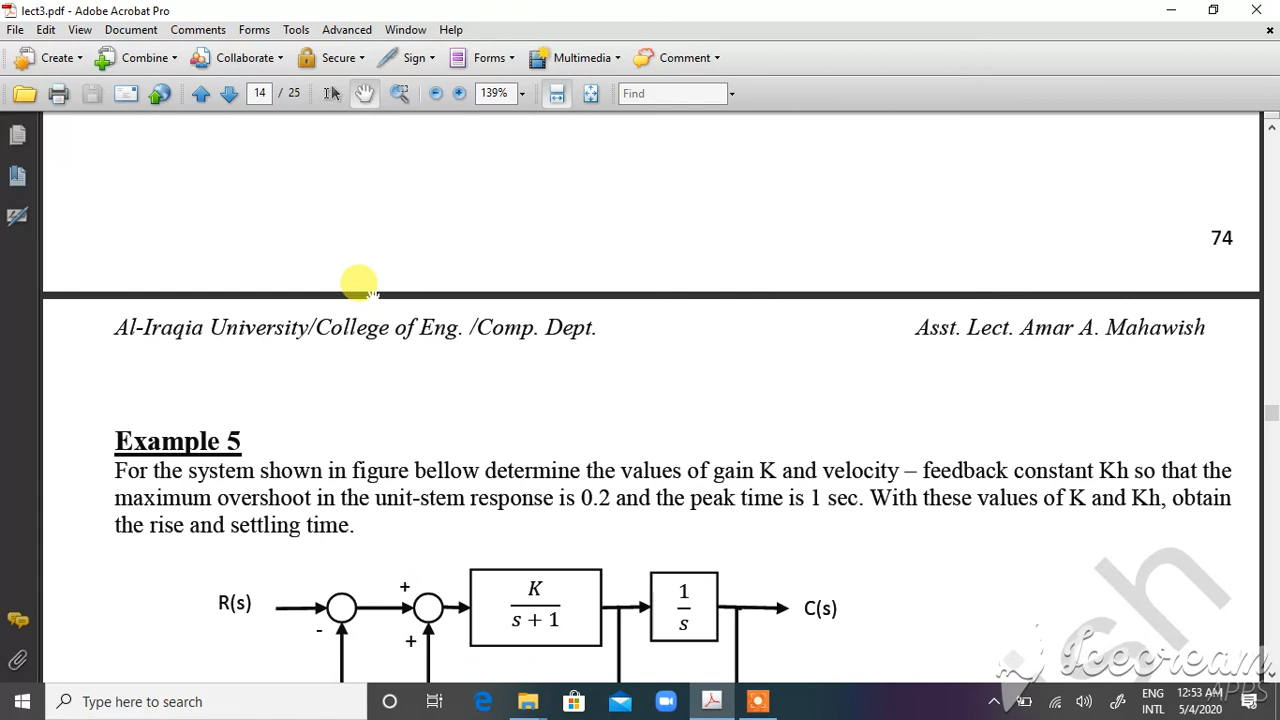 lect3.pdf - Adobe Acrobat Pro
File Edit View Document Comments Forms Tools Advanced Window Help
Create Combine Collaborate Secure Sign Forms Multimedia Comment
14 / 25 139% Find
74
Al-Iraqia University/College of Eng. /Comp. Dept. Asst. Lect. Amar A. Mahawish
Example 5
For the system shown in figure bellow determine the values of gain K and velocity – feedback constant Kh so that the
maximum overshoot in the unit-stem response is 0.2 and the peak time is 1 sec. With these values of K and Kh, obtain
the rise and settling time.
R(s) - + + K / s + 1 1 / s C(s)
Icecream
APPS
Type here to search
ENG
INTL
12:53 AM
5/4/2020